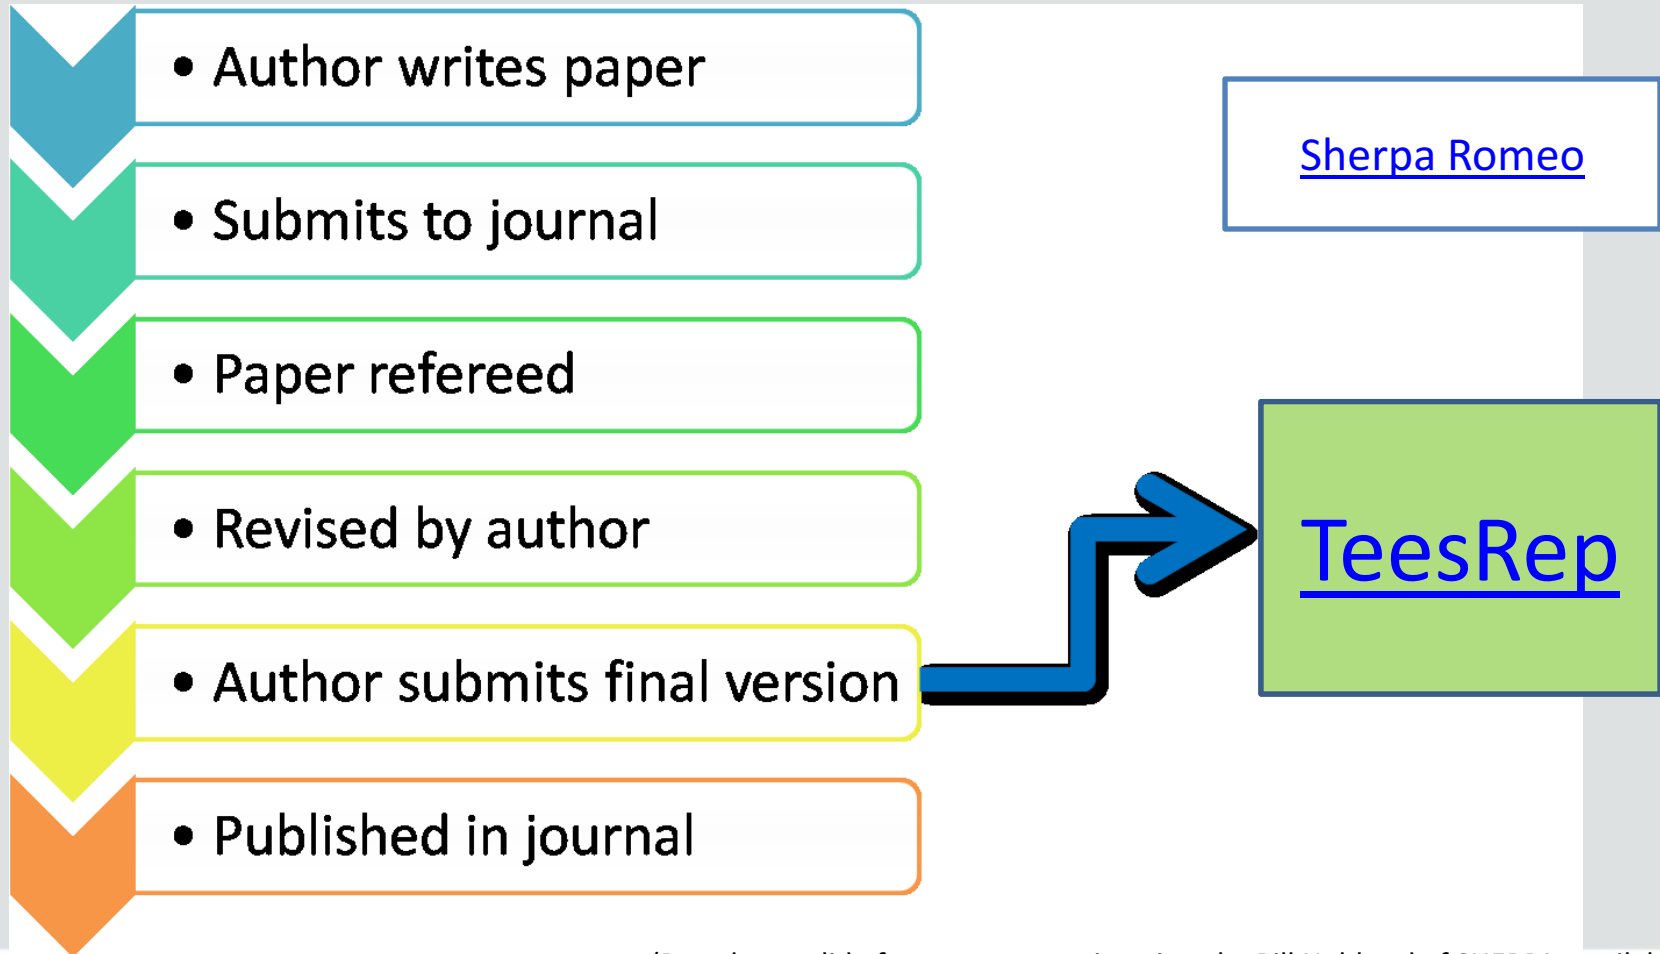 • Author writes paper
• Submits to journal
• Paper refereed
• Revised by author
• Author submits final version
• Published in journal
Sherpa Romeo
TeesRep